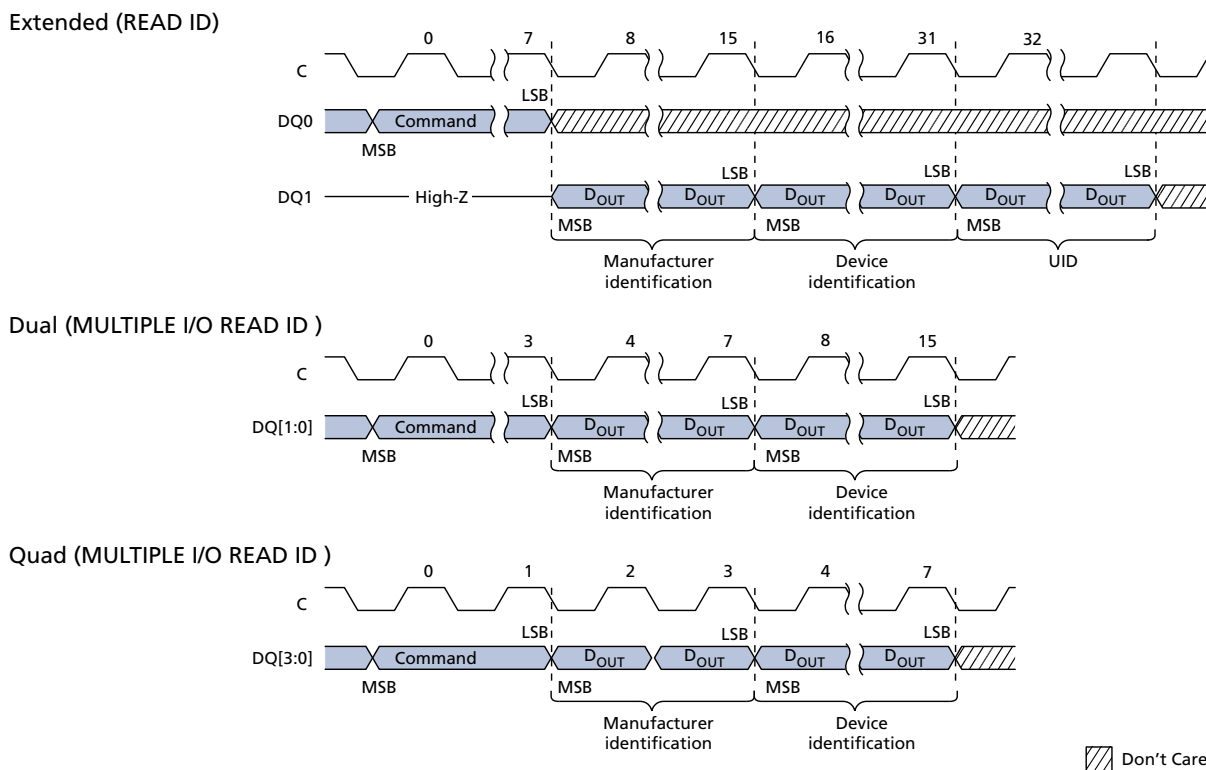 Extended (READ ID)
0 7 8 15 16 31 32
C
LSB
DQ0 Command
MSB
LSB LSB LSB
DQ1 High-Z DOUT DOUT DOUT DOUT DOUT DOUT
MSB MSB MSB
Manufacturer identification
Device identification
UID
Dual (MULTIPLE I/O READ ID )
0 3 4 7 8 15
C
LSB LSB LSB
DQ[1:0] Command DOUT DOUT DOUT DOUT
MSB MSB MSB
Manufacturer identification
Device identification
Quad (MULTIPLE I/O READ ID )
0 1 2 3 4 7
C
LSB LSB LSB
DQ[3:0] Command DOUT DOUT DOUT DOUT
MSB MSB MSB
Manufacturer identification
Device identification
Don't Care